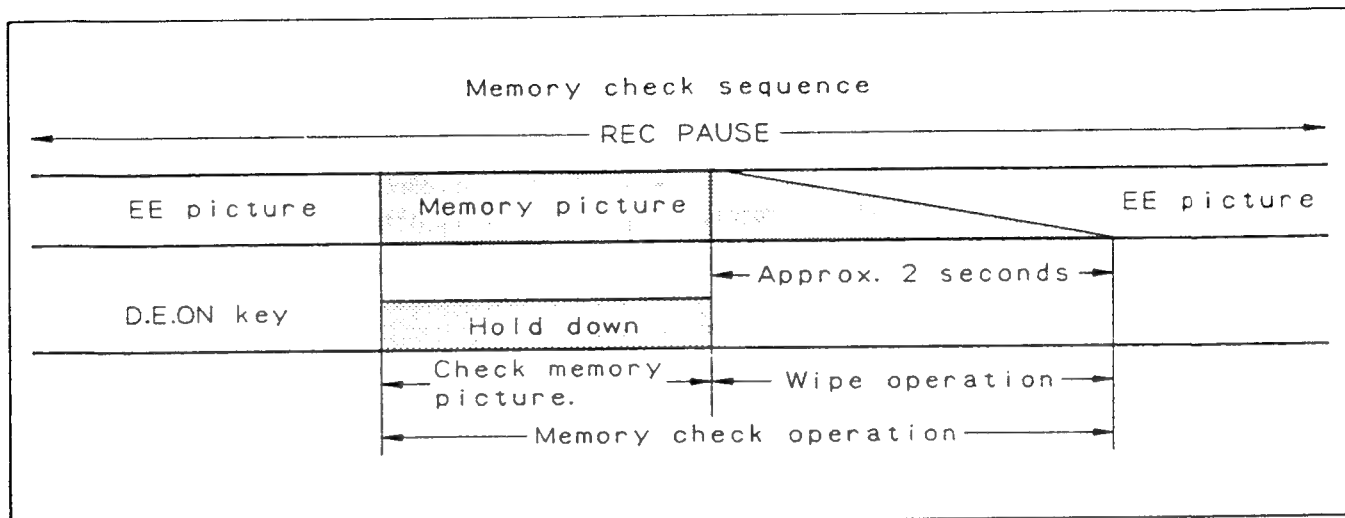 Memory check sequence
REC PAUSE
EE picture
Memory picture
EE picture
Approx. 2 seconds
D.E.ON key
Hold down
Check memory
picture.
Wipe operation
Memory check operation